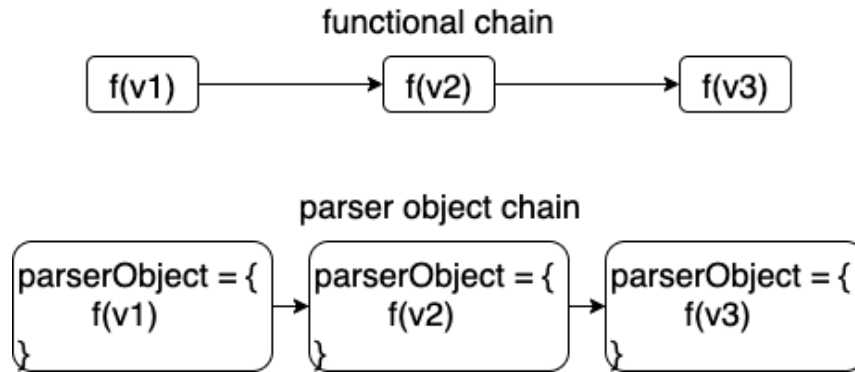 functional chain
f(v1) f(v2) f(v3)
parser object chain
parserObject = {
f(v1)
}
parserObject = {
f(v2)
}
parserObject = {
f(v3)
}